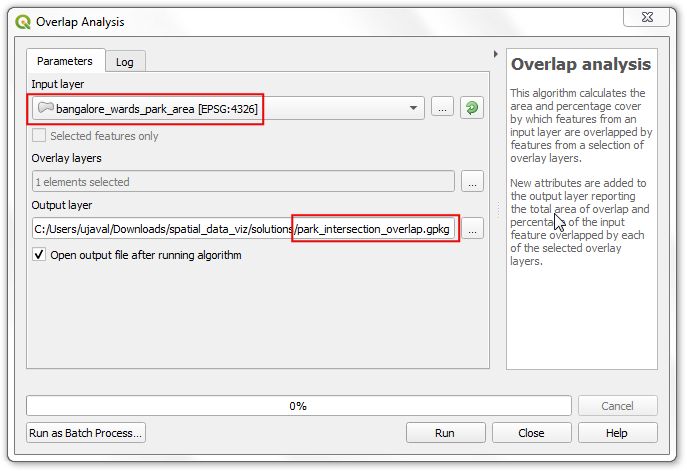 Overlap Analysis
Parameters
Log
Input layer
bangalore_wards_park_area [EPSG:4326]
...
Selected features only
Overlay layers
1 elements selected
...
Output layer
C:/Users/ujaval/Downloads/spatial_data_viz/solutions/park_intersection_overlap.gpkg
...
Open output file after running algorithm
Overlap analysis
This algorithm calculates the
area and percentage cover
by which features from an
input layer are overlapped by
features from a selection of
overlay layers.
New attributes are added to
the output layer reporting
the total area of overlap and
percentage of the input
feature overlapped by each
of the selected overlay
layers.
0%
Cancel
Run as Batch Process...
Run
Close
Help